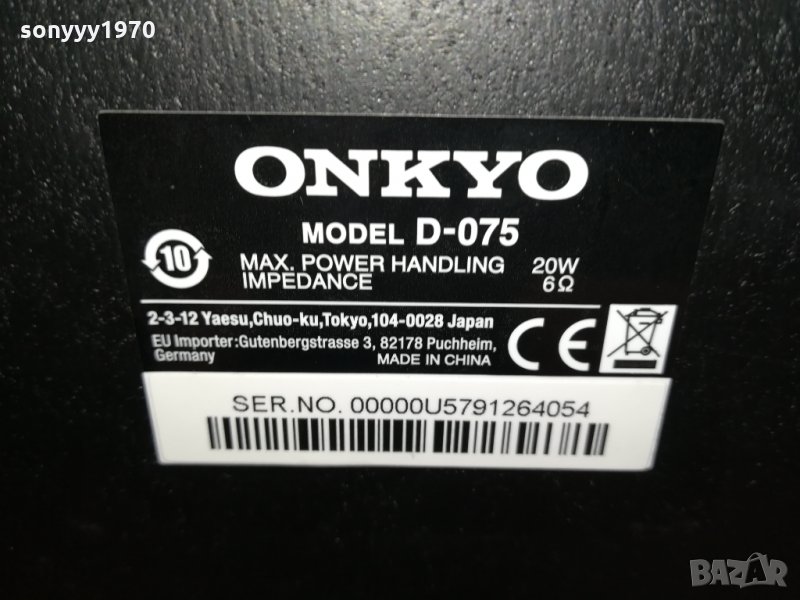 sonyyy1970
ONKYO
MODEL D-075
10
MAX. POWER HANDLING 20W
IMPEDANCE 6Ω
2-3-12 Yaesu,Chuo-ku,Tokyo,104-0028 Japan
EU Importer:Gutenbergstrasse 3, 82178 Puchheim,
Germany MADE IN CHINA
CE
SER.NO. 00000U5791264054
BAZAR